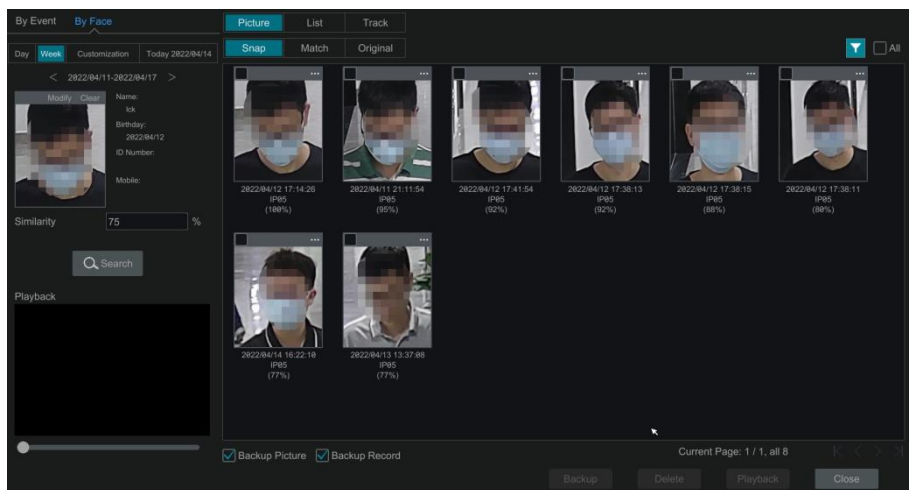 By Event By Face
Day Week Customization Today 2022/04/14
< 2022/04/11-2022/04/17 >
Modify Clear
Name:
lck
Birthday:
2022/04/12
ID Number:
Mobile:
Similarity 75 %
Search
Playback
Picture List Track
Snap Match Original
All
2022/04/12 17:14:26
IP05
(100%)
2022/04/11 21:11:54
IP05
(95%)
2022/04/12 17:41:54
IP05
(92%)
2022/04/12 17:38:13
IP05
(92%)
2022/04/12 17:38:15
IP05
(88%)
2022/04/12 17:38:11
IP05
(80%)
2022/04/14 16:22:10
IP05
(77%)
2022/04/13 13:37:08
IP05
(77%)
Backup Picture Backup Record
Current Page: 1 / 1, all 8
Backup Delete Playback Close